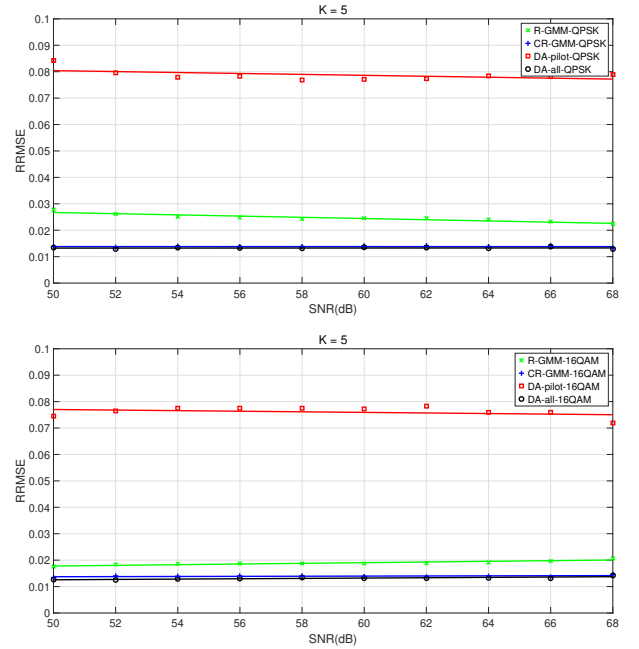 K = 5
0.1
0.09
0.08
0.07
0.06
0.05
0.04
0.03
0.02
0.01
0
RRMSE
R-GMM-QPSK
CR-GMM-QPSK
DA-pilot-QPSK
DA-all-QPSK
50 52 54 56 58 60 62 64 66 68
SNR(dB)
K = 5
0.1
0.09
0.08
0.07
0.06
0.05
0.04
0.03
0.02
0.01
0
RRMSE
R-GMM-16QAM
CR-GMM-16QAM
DA-pilot-16QAM
DA-all-16QAM
50 52 54 56 58 60 62 64 66 68
SNR(dB)